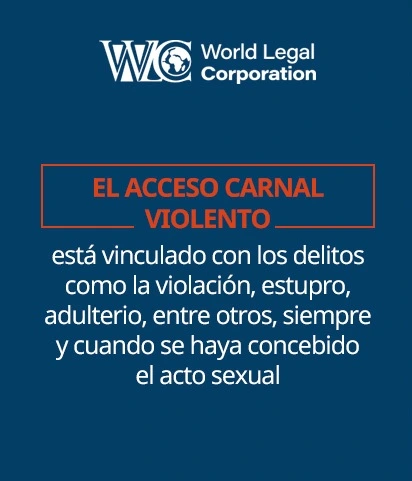 WLC World Legal
Corporation
EL ACCESO CARNAL
VIOLENTO
está vinculado con los delitos
como la violación, estupro,
adulterio, entre otros, siempre
y cuando se haya concebido
el acto sexual